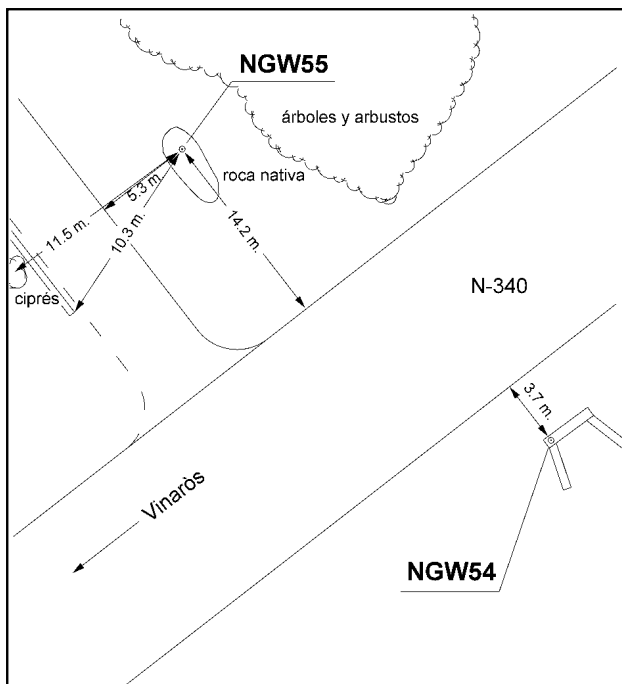 NGW55
árboles y arbustos
roca nativa
5.3 m.
11.5 m.
10.3 m.
14.2 m.
ciprés
N-340
3.7 m.
Vinaròs
NGW54